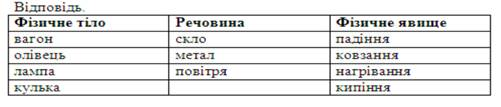 Відповідь.
Фізичне тіло Речовина Фізичне явище
вагон скло падіння
олівець метал ковзання
лампа повітря нагрівання
кулька кипіння